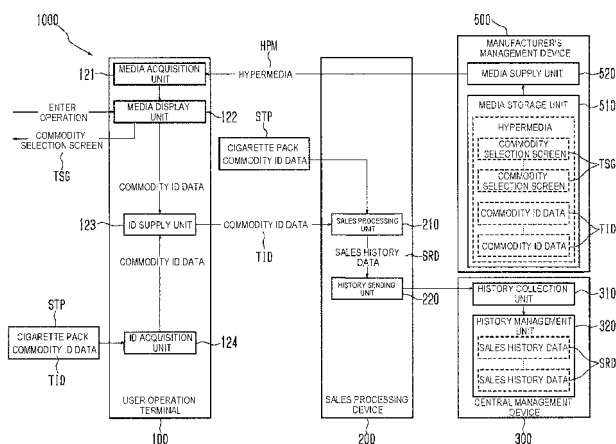 1000
HPM
500
MANUFACTURER'S
MANAGEMENT DEVICE
121
MEDIA ACQUISITION
UNIT
HYPERMEDIA
MEDIA SUPPLY UNIT
520
ENTER
OPERATION
MEDIA DISPLAY
UNIT
122
MEDIA STORAGE UNIT
510
COMMODITY
SELECTION SCREEN
TSG
STP
CIGARETTE PACK
COMMODITY ID DATA
HYPERMEDIA
COMMODITY
SELECTION SCREEN
COMMODITY
SELECTION SCREEN
TSG
COMMODITY ID DATA
123
ID SUPPLY UNIT
COMMODITY ID DATA
TID
SALES PROCESSING
UNIT
210
COMMODITY ID DATA
COMMODITY ID DATA
TID
COMMODITY ID DATA
SALES HISTORY
DATA
SRD
HISTORY SENDING
UNIT
220
HISTORY COLLECTION
UNIT
310
STP
CIGARETTE PACK
COMMODITY ID DATA
TID
ID ACQUISITION
UNIT
124
HISTORY MANAGEMENT
UNIT
320
SALES HISTORY DATA
SALES HISTORY DATA
SRD
USER OPERATION
TERMINAL
100
SALES PROCESSING
DEVICE
200
CENTRAL MANAGEMENT
DEVICE
300